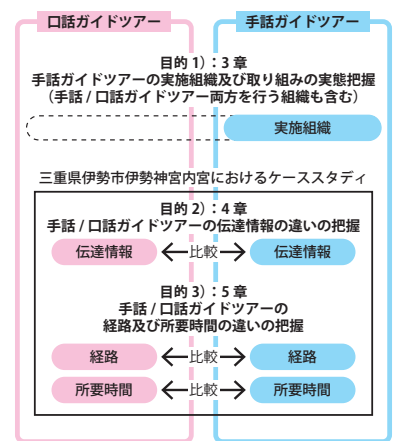 口話ガイドツアー 手話ガイドツアー
目的 1）：3 章
手話ガイドツアーの実施組織及び取り組みの実態把握
（手話 / 口話ガイドツアー両方を行う組織も含む）
実施組織
三重県伊勢市伊勢神宮内宮におけるケーススタディ
目的 2）：4 章
手話 / 口話ガイドツアーの伝達情報の違いの把握
伝達情報 比較 伝達情報
目的 3）：5 章
手話 / 口話ガイドツアーの
経路及び所要時間の違いの把握
経路 比較 経路
所要時間 比較 所要時間